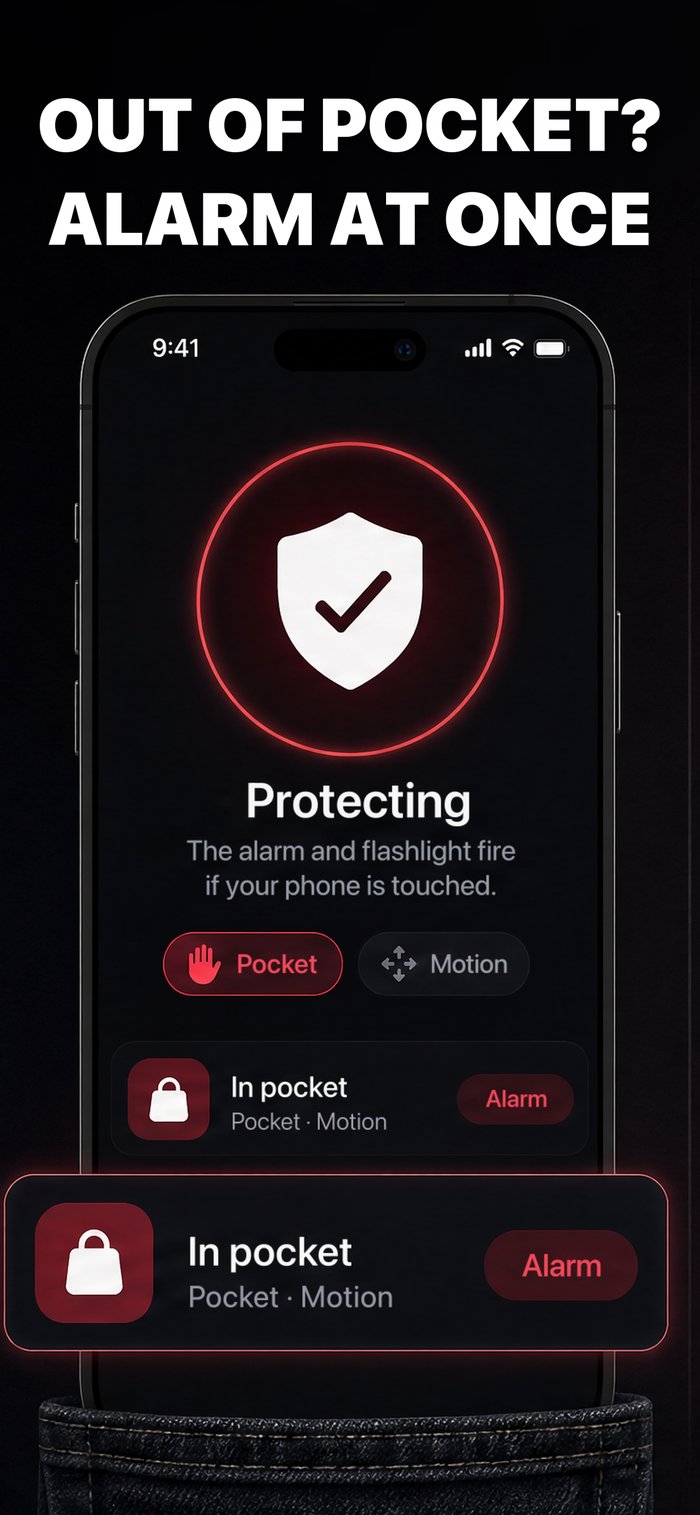 OUT OF POCKET?
ALARM AT ONCE
9:41
Protecting
The alarm and flashlight fire
if your phone is touched.
Pocket
Motion
In pocket
Pocket · Motion
Alarm
In pocket
Pocket · Motion
Alarm